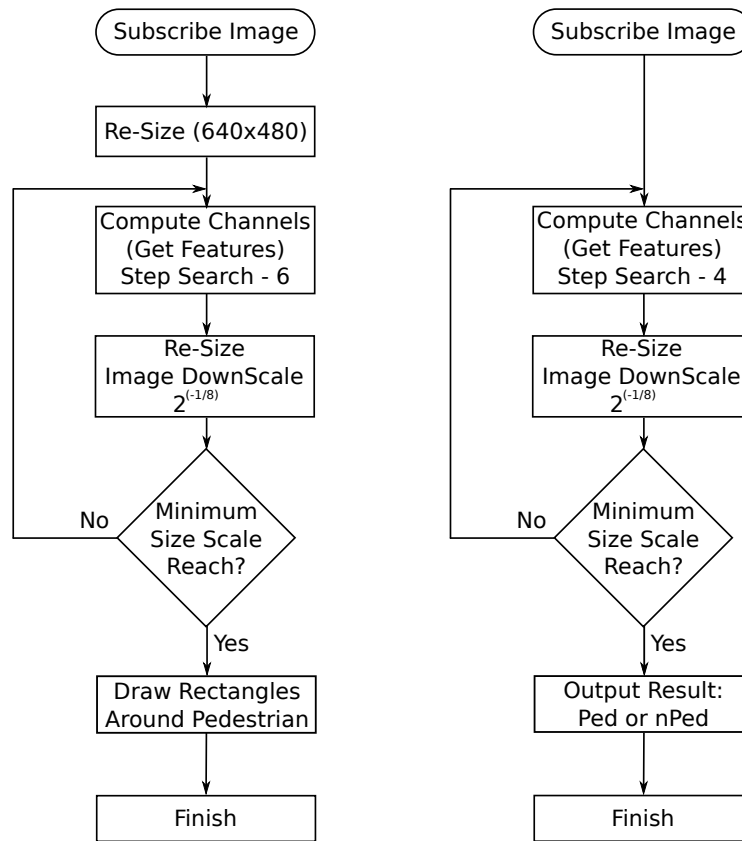 Subscribe Image
Re-Size (640x480)
Compute Channels
(Get Features)
Step Search - 6
Re-Size
Image DownScale
2^(-1/8)
Minimum
Size Scale
Reach?
No
Yes
Draw Rectangles
Around Pedestrian
Finish
Subscribe Image
Compute Channels
(Get Features)
Step Search - 4
Re-Size
Image DownScale
2^(-1/8)
Minimum
Size Scale
Reach?
No
Yes
Output Result:
Ped or nPed
Finish